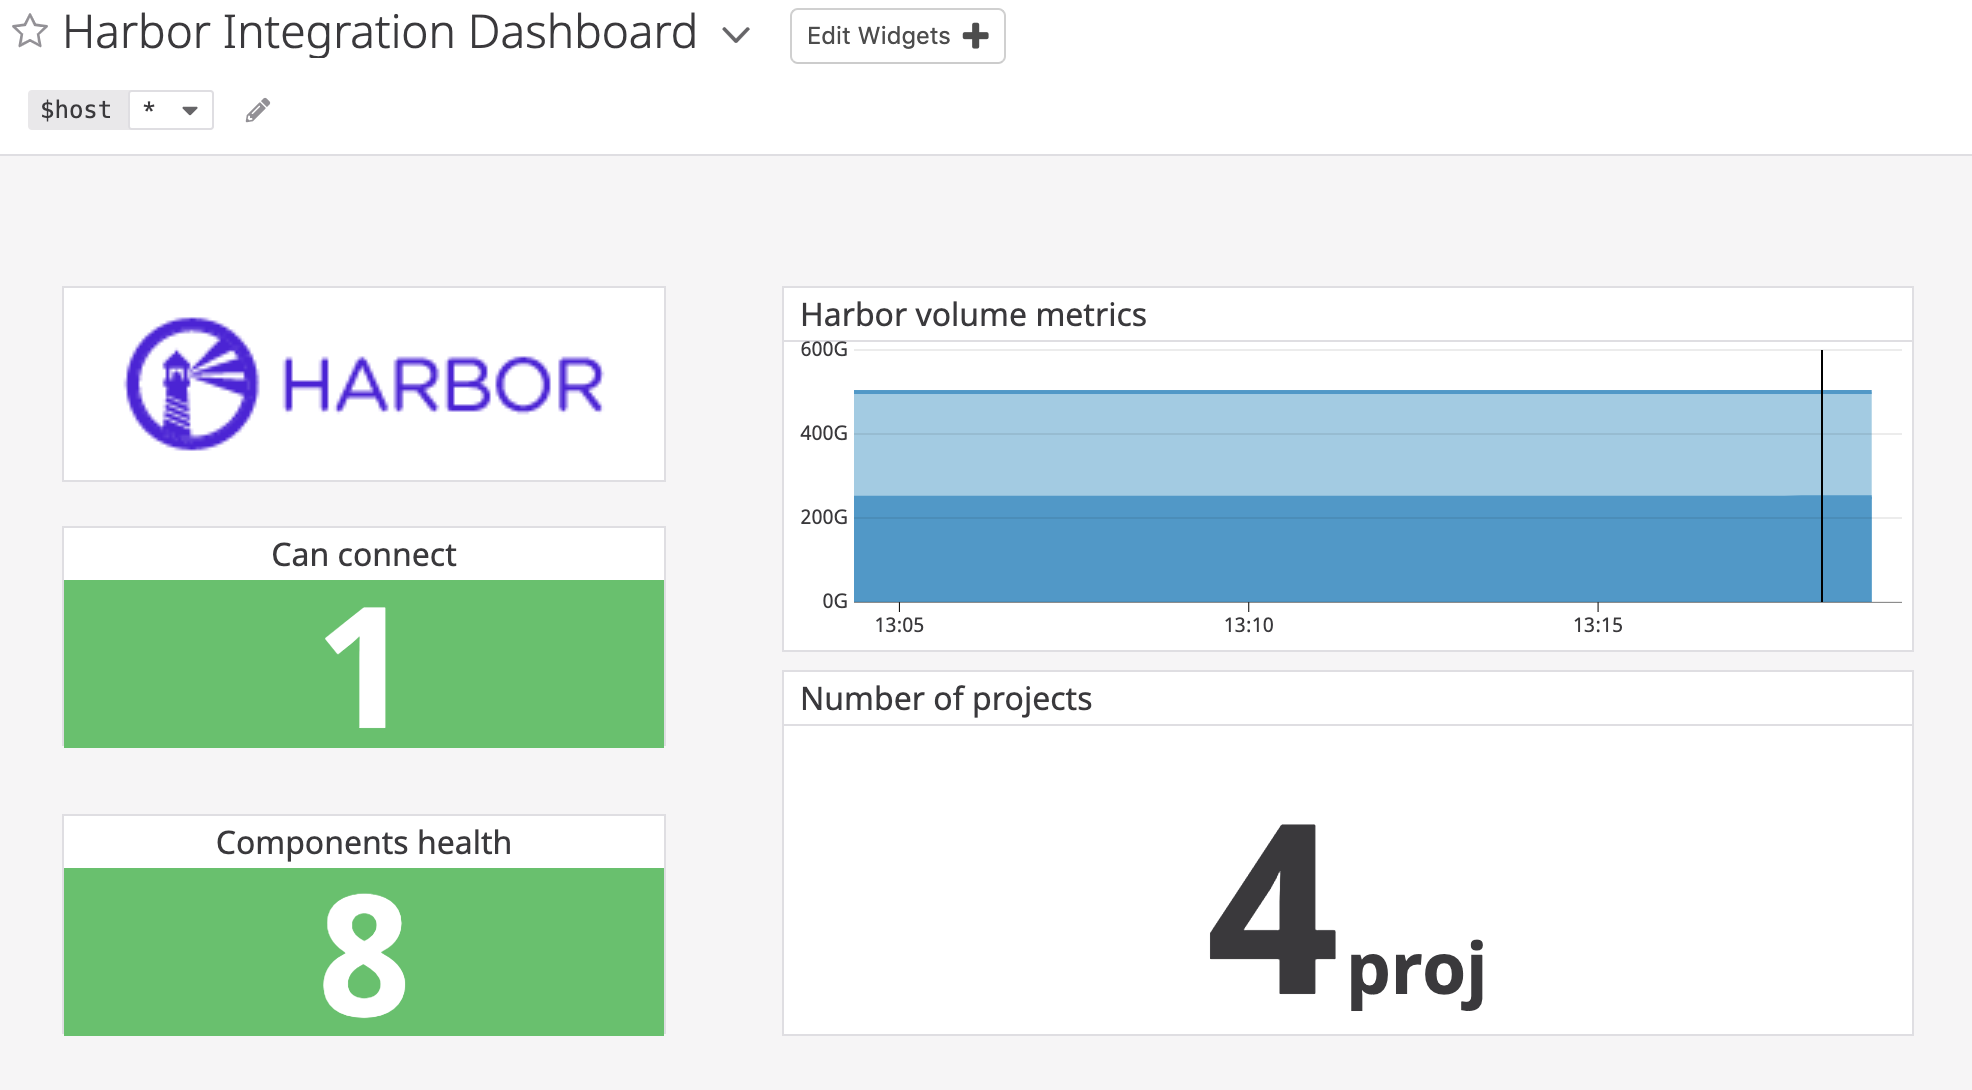 Harbor Integration Dashboard
Edit Widgets
$host *
HARBOR
Can connect
1
Components health
8
Harbor volume metrics
600G
400G
200G
0G
13:05 13:10 13:15
Number of projects
4 proj